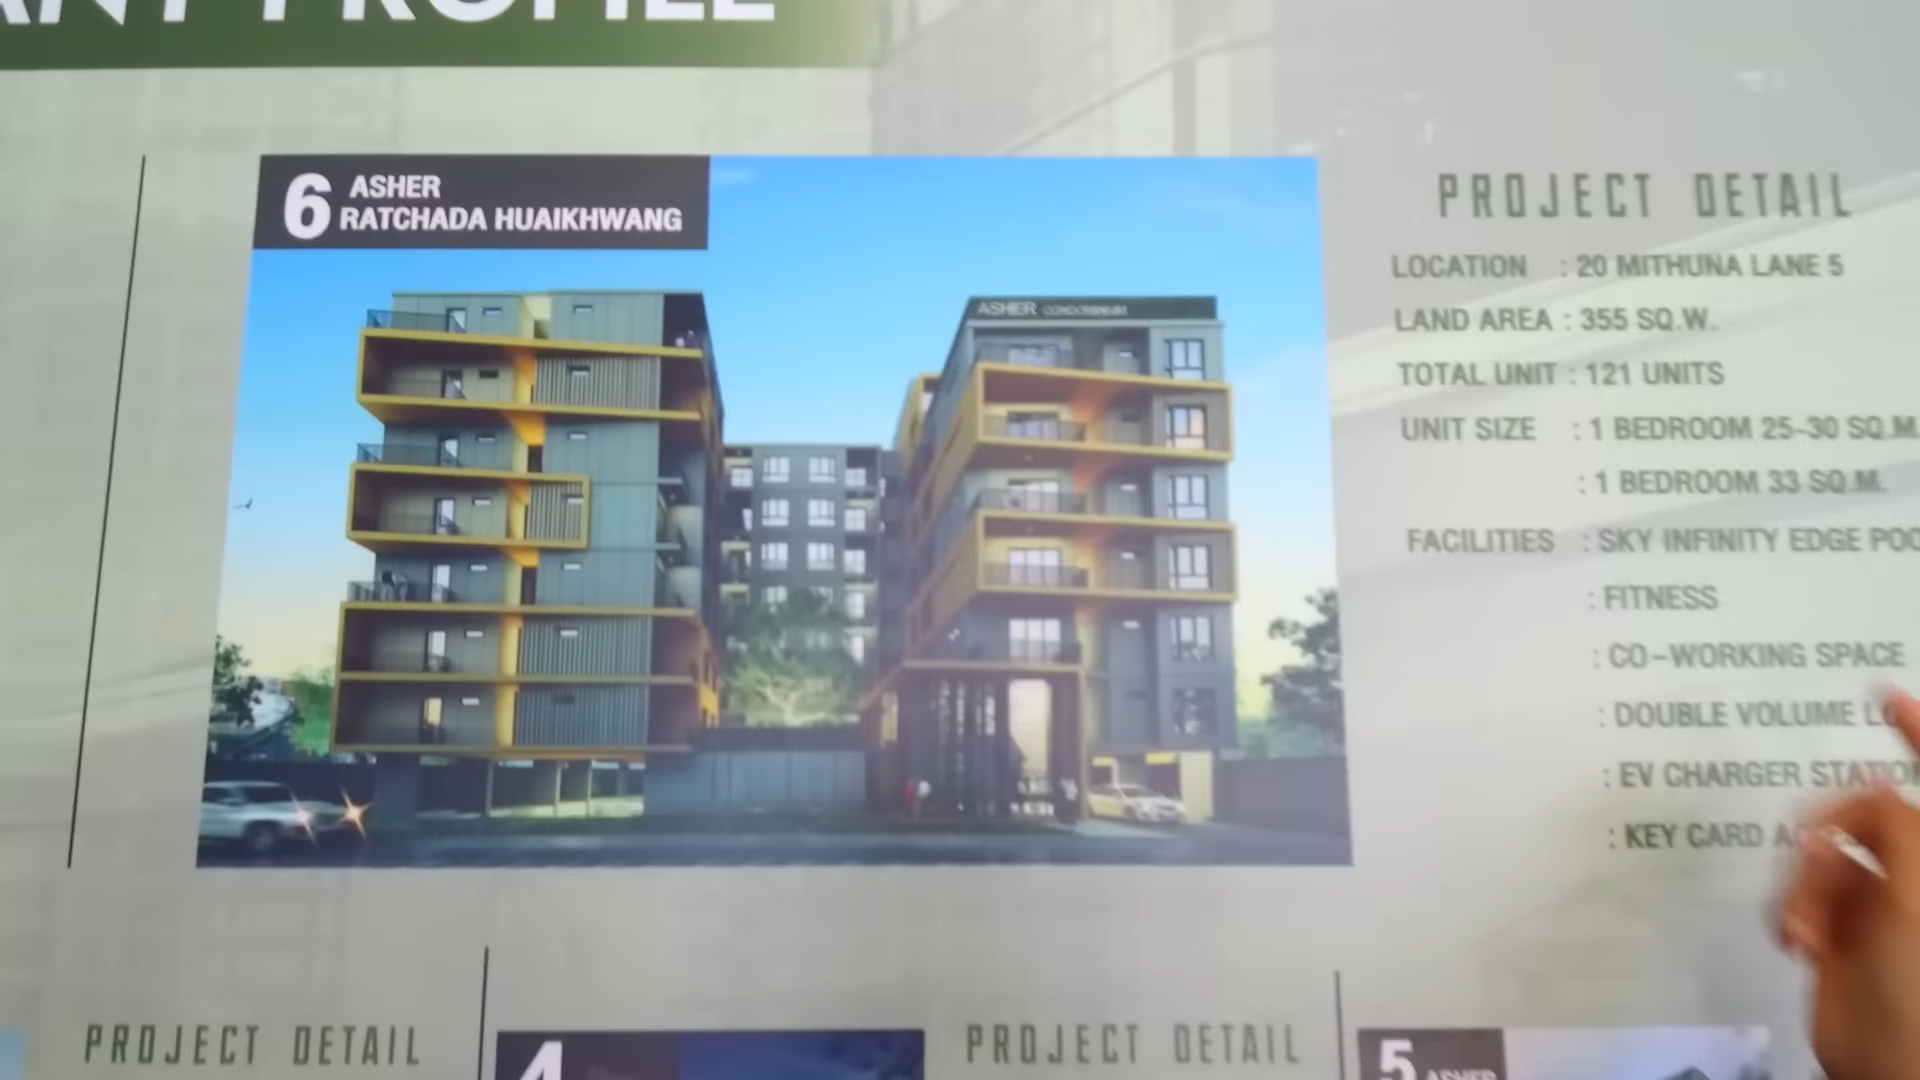 PROFILE
6 ASHER
RATCHADA HUAIKHWANG
ASHER CONDOMINIUM
PROJECT DETAIL
LOCATION : 20 MITHUNA LANE 5
LAND AREA : 355 SQ.W.
TOTAL UNIT : 121 UNITS
UNIT SIZE : 1 BEDROOM 25-30 SQ.M.
: 1 BEDROOM 33 SQ.M.
FACILITIES : SKY INFINITY EDGE
: FITNESS
: CO-WORKING SPACE
: DOUBLE VOLUME
: EV CHARGER
: KEY CARD
PROJECT DETAIL
4
PROJECT DETAIL
5 ASHER